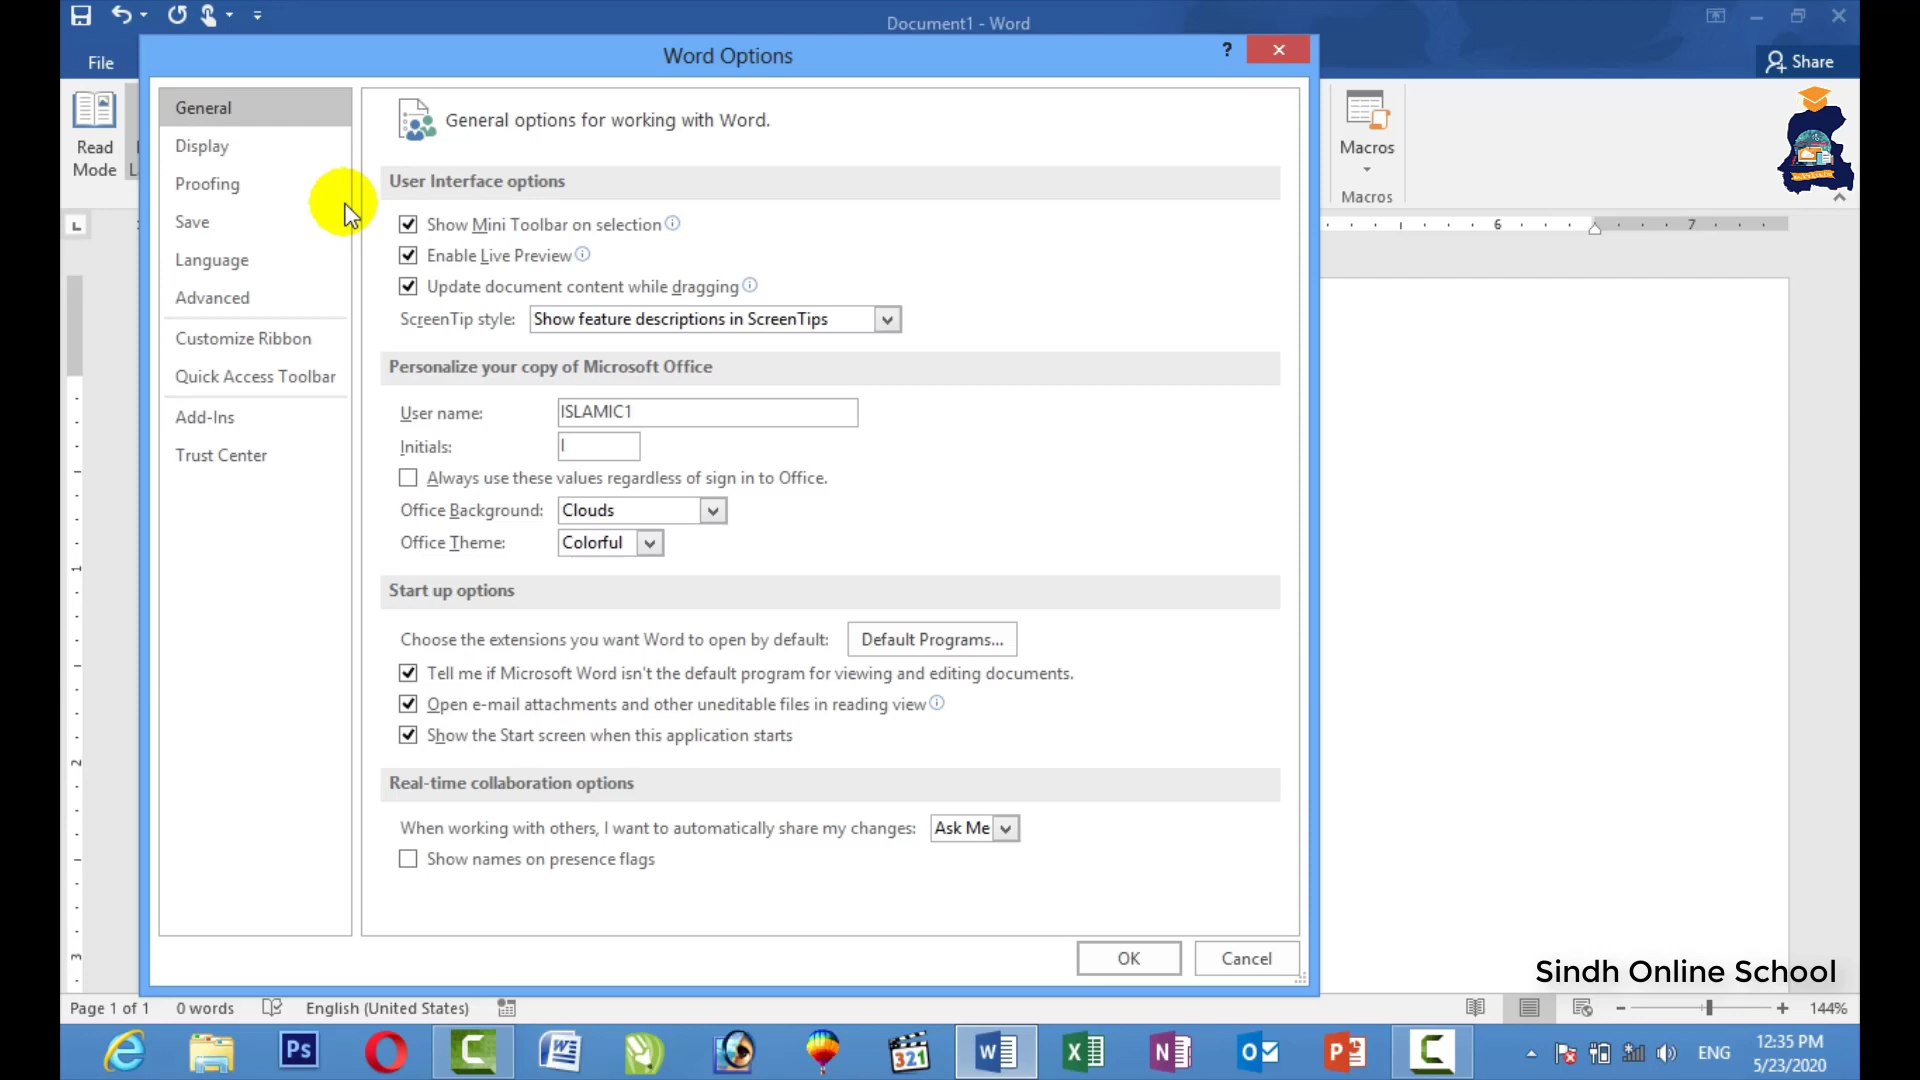 Document1 - Word
File
Share
Word Options
?
Read
Mode
Macros
Macros
6
7
General
Display
Proofing
Save
Language
Advanced
Customize Ribbon
Quick Access Toolbar
Add-Ins
Trust Center
General options for working with Word.
User Interface options
Show Mini Toolbar on selection
Enable Live Preview
Update document content while dragging
ScreenTip style: Show feature descriptions in ScreenTips
Personalize your copy of Microsoft Office
User name: ISLAMIC1
Initials: I
Always use these values regardless of sign in to Office.
Office Background: Clouds
Office Theme: Colorful
Start up options
Choose the extensions you want Word to open by default: Default Programs...
Tell me if Microsoft Word isn't the default program for viewing and editing documents.
Open e-mail attachments and other uneditable files in reading view
Show the Start screen when this application starts
Real-time collaboration options
When working with others, I want to automatically share my changes: Ask Me
Show names on presence flags
OK
Cancel
1
2
3
Sindh Online School
Page 1 of 1 0 words English (United States) 144%
Ps
321
ENG
12:35 PM
5/23/2020